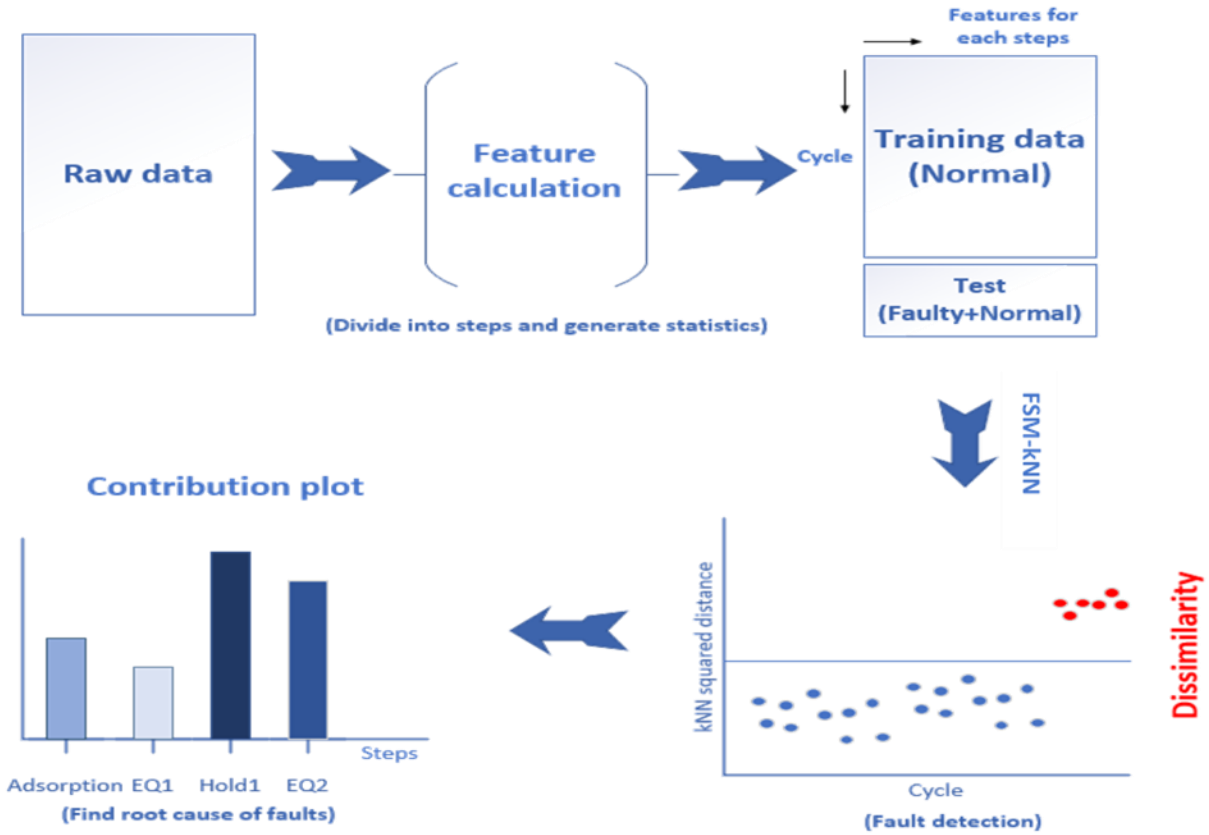 Features for
each steps
Raw data
Feature
calculation
Cycle
Training data
(Normal)
Test
(Faulty+Normal)
(Divide into steps and generate statistics)
FSM-kNN
Contribution plot
Steps
Adsorption EQ1 Hold1 EQ2
(Find root cause of faults)
kNN squared distance
Dissimilarity
Cycle
(Fault detection)